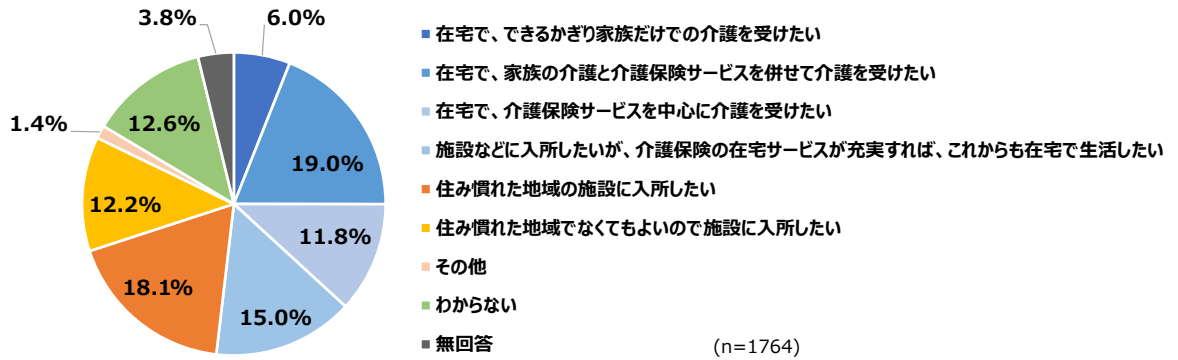 3.8%
6.0%
1.4%
12.6%
19.0%
12.2%
11.8%
18.1%
15.0%
在宅で、できるかぎり家族だけでの介護を受けたい
在宅で、家族の介護と介護保険サービスを併せて介護を受けたい
在宅で、介護保険サービスを中心に介護を受けたい
施設などに入所したいが、介護保険の在宅サービスが充実すれば、これからも在宅で生活したい
住み慣れた地域の施設に入所したい
住み慣れた地域でなくてもよいので施設に入所したい
その他
わからない
無回答
(n=1764)